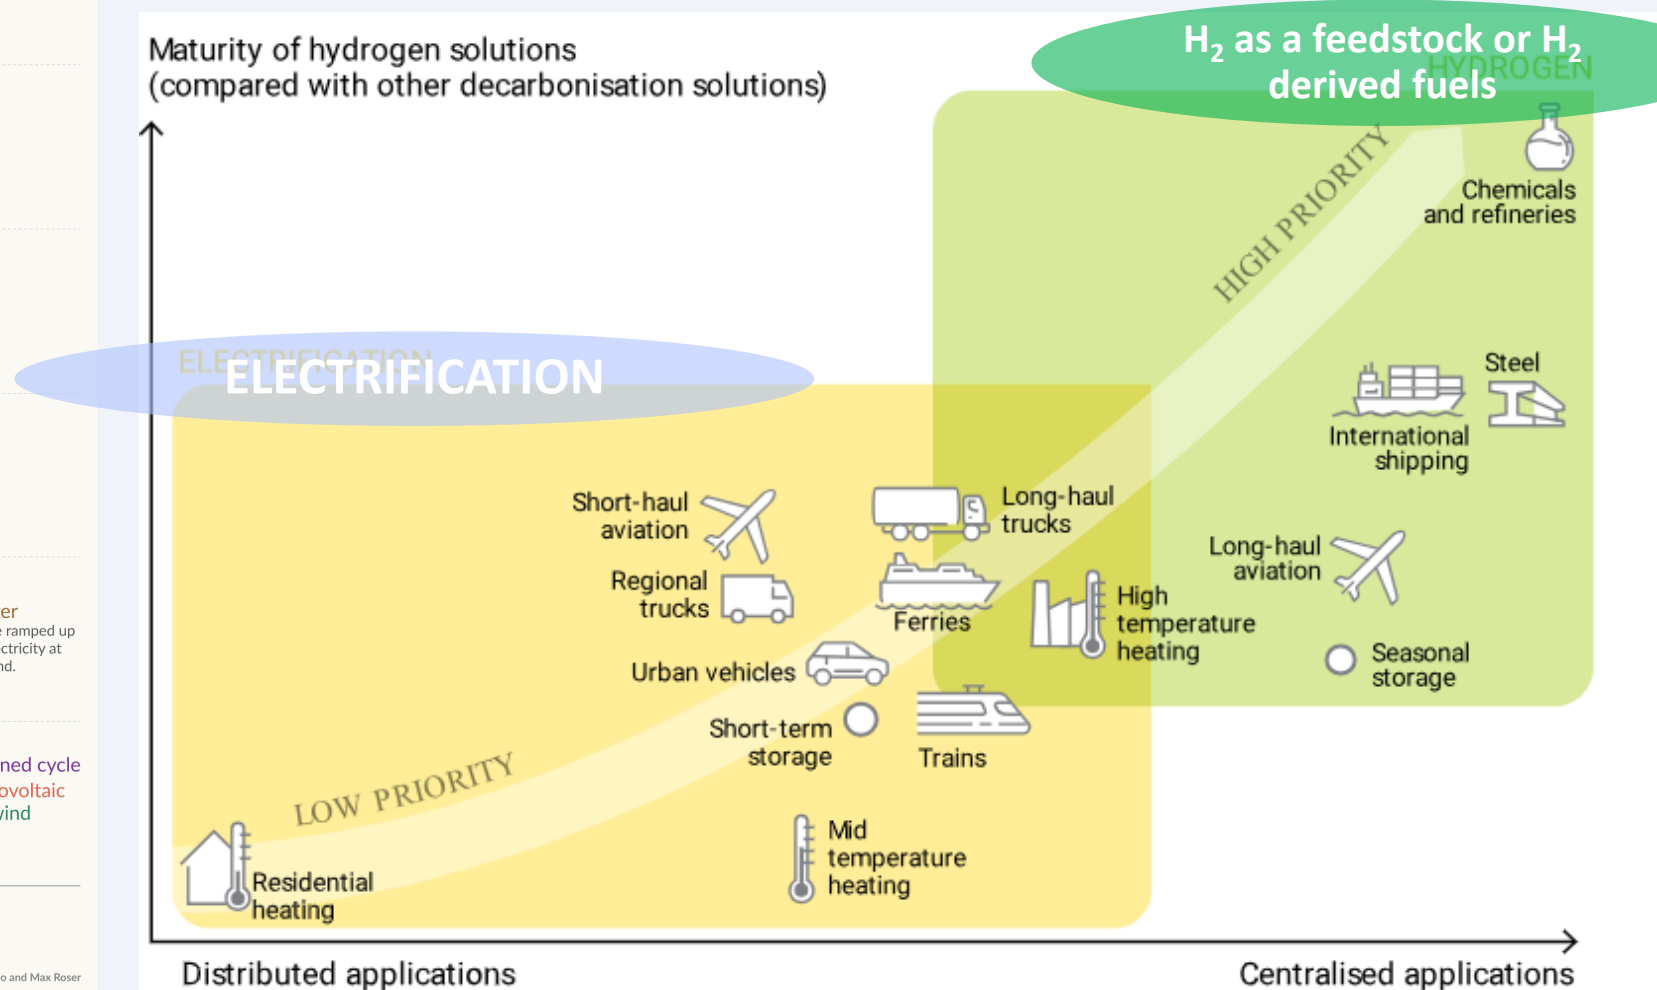 Maturity of hydrogen solutions
(compared with other decarbonisation solutions)
H₂ as a feedstock or H₂
derived fuels
HYDROGEN
HIGH PRIORITY
Chemicals
and refineries
ELECTRIFICATION
ELECTRIFICATION
Steel
International
shipping
Short-haul
aviation
Long-haul
trucks
Long-haul
aviation
Regional
trucks
Ferries
High
temperature
heating
Urban vehicles
Seasonal
storage
Short-term
storage
Trains
LOW PRIORITY
Mid
temperature
heating
Residential
heating
Distributed applications
Centralised applications
ramped up
ctricity at
nd.
ned cycle
ovoltaic
wind
o and Max Roser